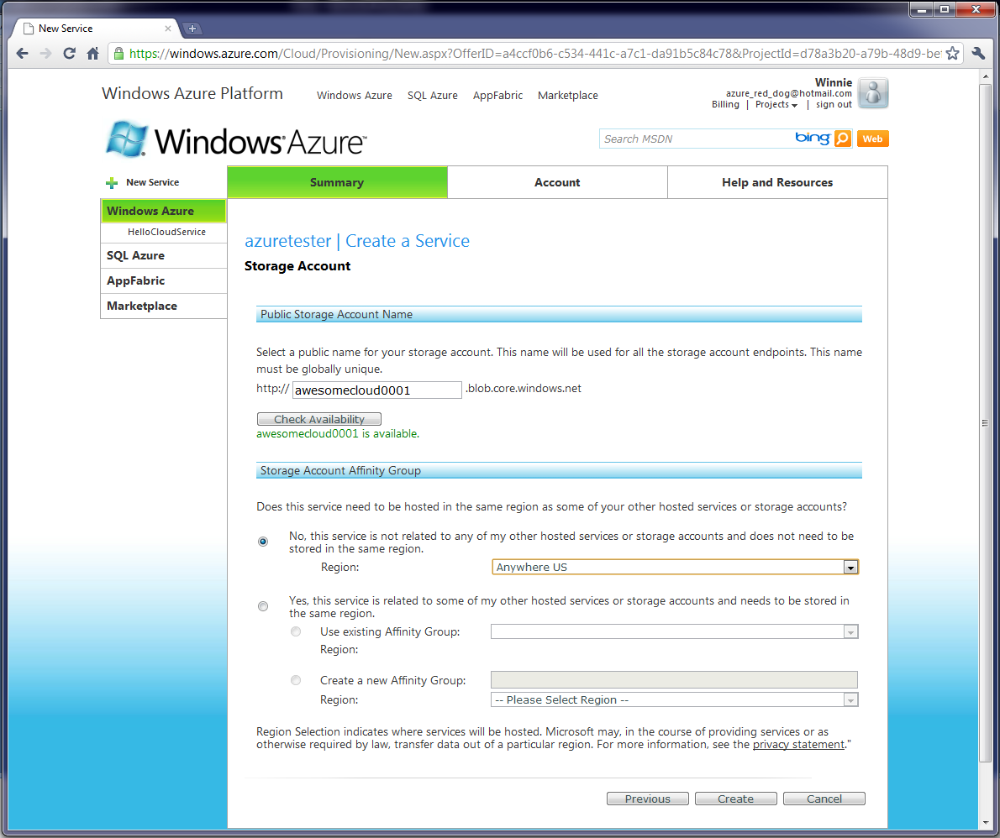 New Service
https://windows.azure.com/Cloud/Provisioning/New.aspx?OfferID=a4ccf0b6-c534-441c-a7c1-da91b5c84c78&ProjectId=d78a3b20-a79b-48d9-be
Windows Azure Platform
Windows Azure SQL Azure AppFabric Marketplace
Winnie
azure_red_dog@hotmail.com
Billing | Projects | sign out
Windows Azure™
Search MSDN bing Web
New Service
Summary Account Help and Resources
Windows Azure
HelloCloudService
SQL Azure
AppFabric
Marketplace
azuretester | Create a Service
Storage Account
Public Storage Account Name
Select a public name for your storage account. This name will be used for all the storage account endpoints. This name
must be globally unique.
http:// awesomecloud0001 .blob.core.windows.net
Check Availability
awesomecloud0001 is available.
Storage Account Affinity Group
Does this service need to be hosted in the same region as some of your other hosted services or storage accounts?
No, this service is not related to any of my other hosted services or storage accounts and does not need to be
stored in the same region.
Region: Anywhere US
Yes, this service is related to some of my other hosted services or storage accounts and needs to be stored in
the same region.
Use existing Affinity Group:
Region:
Create a new Affinity Group:
Region: -- Please Select Region --
Region Selection indicates where services will be hosted. Microsoft may, in the course of providing services or as
otherwise required by law, transfer data out of a particular region. For more information, see the privacy statement."
Previous Create Cancel